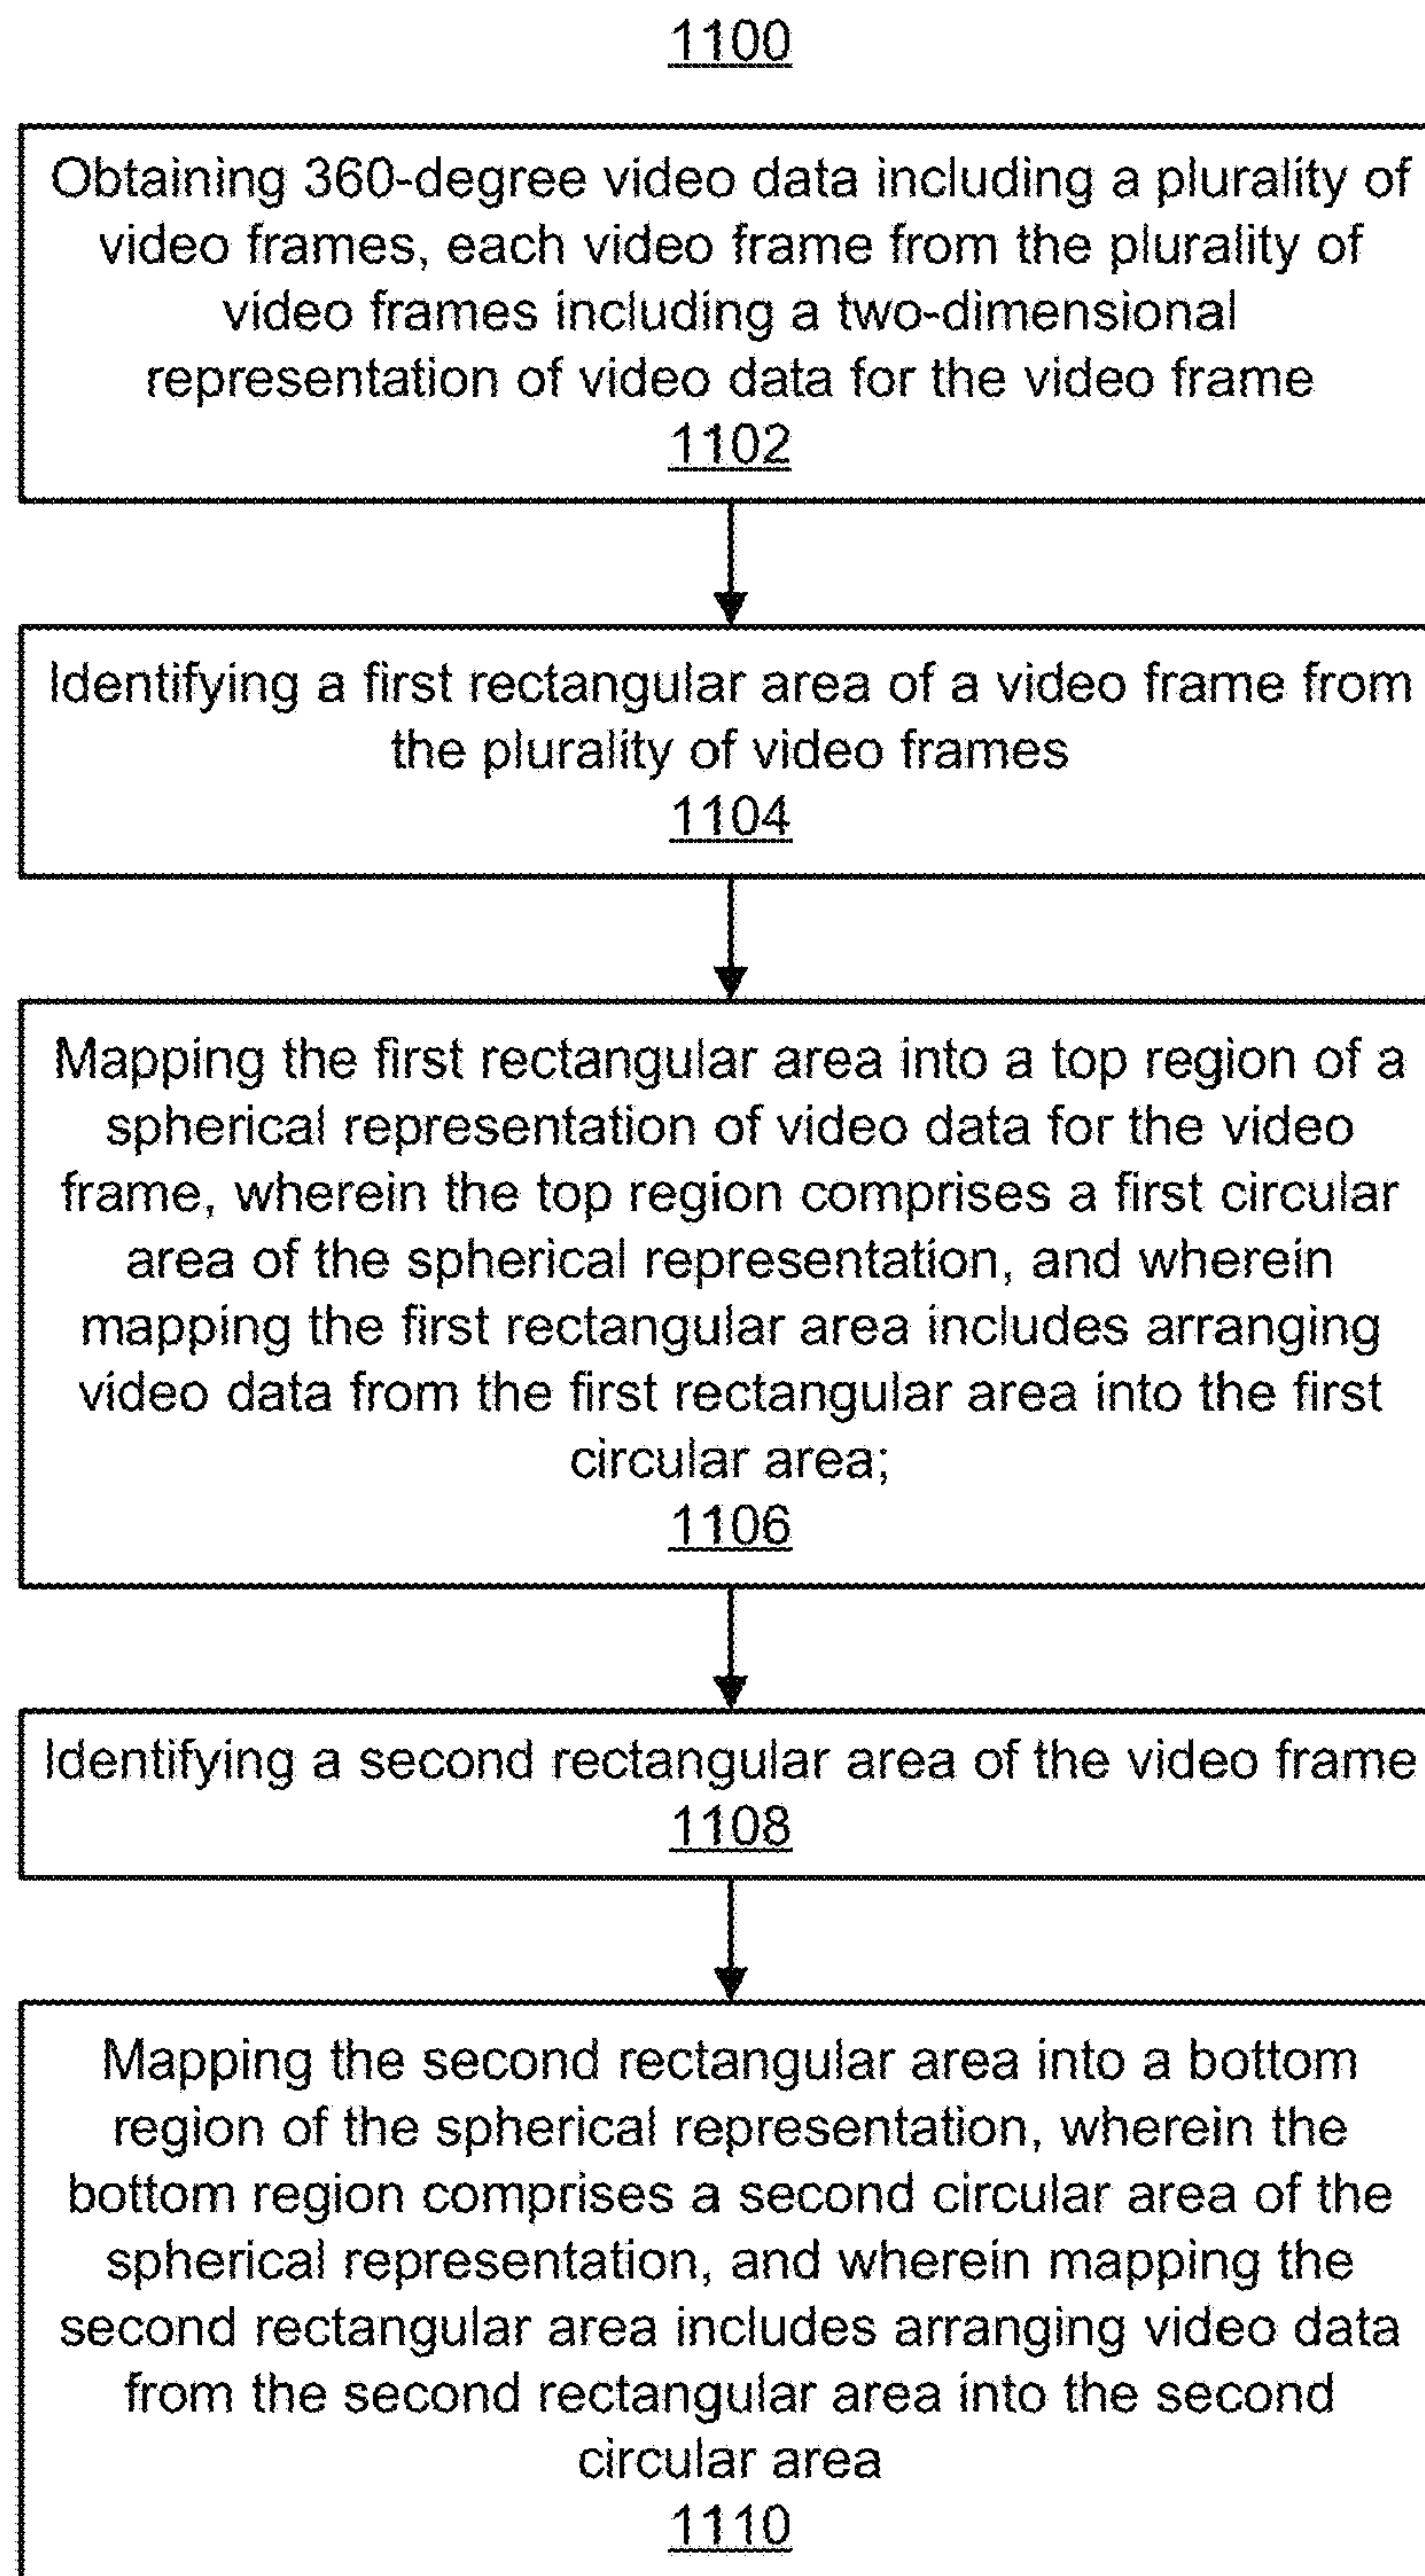 1100
Obtaining 360-degree video data including a plurality of
video frames, each video frame from the plurality of
video frames including a two-dimensional
representation of video data for the video frame
1102
Identifying a first rectangular area of a video frame from
the plurality of video frames
1104
Mapping the first rectangular area into a top region of a
spherical representation of video data for the video
frame, wherein the top region comprises a first circular
area of the spherical representation, and wherein
mapping the first rectangular area includes arranging
video data from the first rectangular area into the first
circular area;
1106
Identifying a second rectangular area of the video frame
1108
Mapping the second rectangular area into a bottom
region of the spherical representation, wherein the
bottom region comprises a second circular area of the
spherical representation, and wherein mapping the
second rectangular area includes arranging video data
from the second rectangular area into the second
circular area
1110